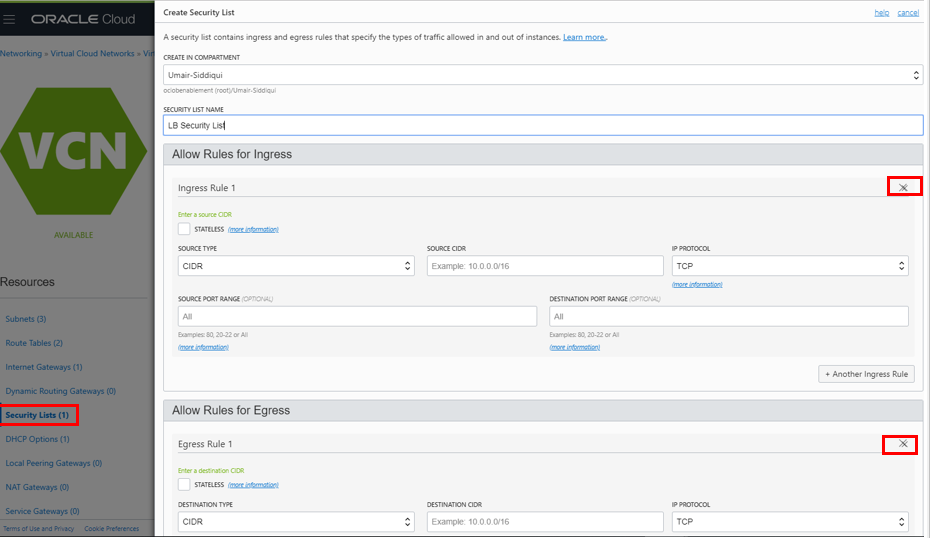 ORACLE Cloud
Networking » Virtual Cloud Networks » Vir
VCN
AVAILABLE
Resources
Subnets (3)
Route Tables (2)
Internet Gateways (1)
Dynamic Routing Gateways (0)
Security Lists (1)
DHCP Options (1)
Local Peering Gateways (0)
NAT Gateways (0)
Service Gateways (0)
Terms of Use and Privacy Cookie Preferences
Create Security List
help cancel
A security list contains ingress and egress rules that specify the types of traffic allowed in and out of instances. Learn more..
CREATE IN COMPARTMENT
Umair-Siddiqui
ociobenablement (root)/Umair-Siddiqui
SECURITY LIST NAME
LB Security List
Allow Rules for Ingress
Ingress Rule 1
Enter a source CIDR
STATELESS (more information)
SOURCE TYPE SOURCE CIDR IP PROTOCOL
CIDR Example: 10.0.0.0/16 TCP
(more information)
SOURCE PORT RANGE (OPTIONAL) DESTINATION PORT RANGE (OPTIONAL)
All All
Examples: 80, 20-22 or All Examples: 80, 20-22 or All
(more information) (more information)
+ Another Ingress Rule
Allow Rules for Egress
Egress Rule 1
Enter a destination CIDR
STATELESS (more information)
DESTINATION TYPE DESTINATION CIDR IP PROTOCOL
CIDR Example: 10.0.0.0/16 TCP